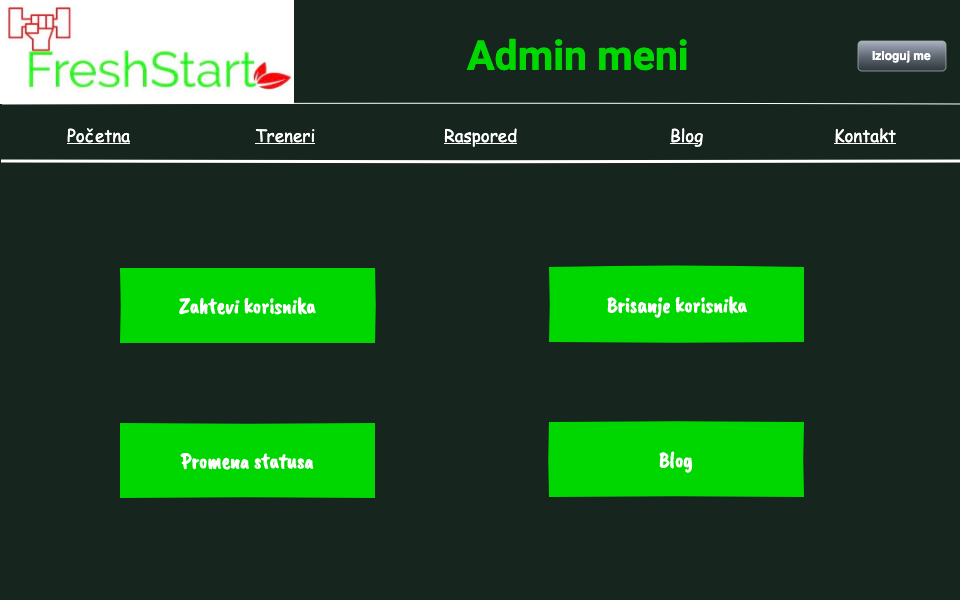 FreshStart
Admin meni
Izloguj me
Početna
Treneri
Raspored
Blog
Kontakt
Zahtevi korisnika
Brisanje korisnika
Promena statusa
Blog